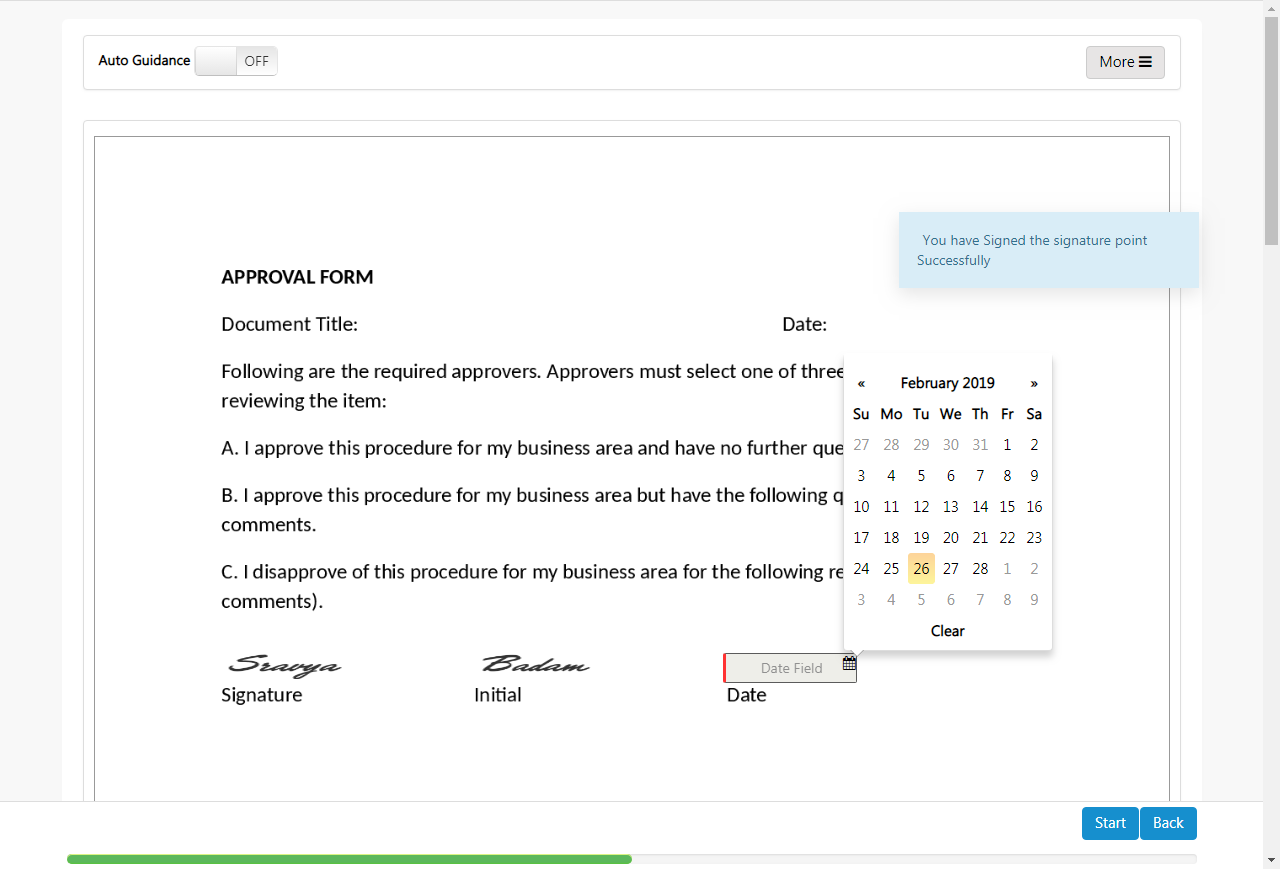 Auto Guidance OFF More
You have Signed the signature point
Successfully
APPROVAL FORM
Document Title: Date:
Following are the required approvers. Approvers must select one of three
reviewing the item:
A. I approve this procedure for my business area and have no further que
B. I approve this procedure for my business area but have the following q
comments.
C. I disapprove of this procedure for my business area for the following re
comments).
« February 2019 »
Su Mo Tu We Th Fr Sa
27 28 29 30 31 1 2
3 4 5 6 7 8 9
10 11 12 13 14 15 16
17 18 19 20 21 22 23
24 25 26 27 28 1 2
3 4 5 6 7 8 9
Clear
Sravya Badam Date Field
Signature Initial Date
Start Back